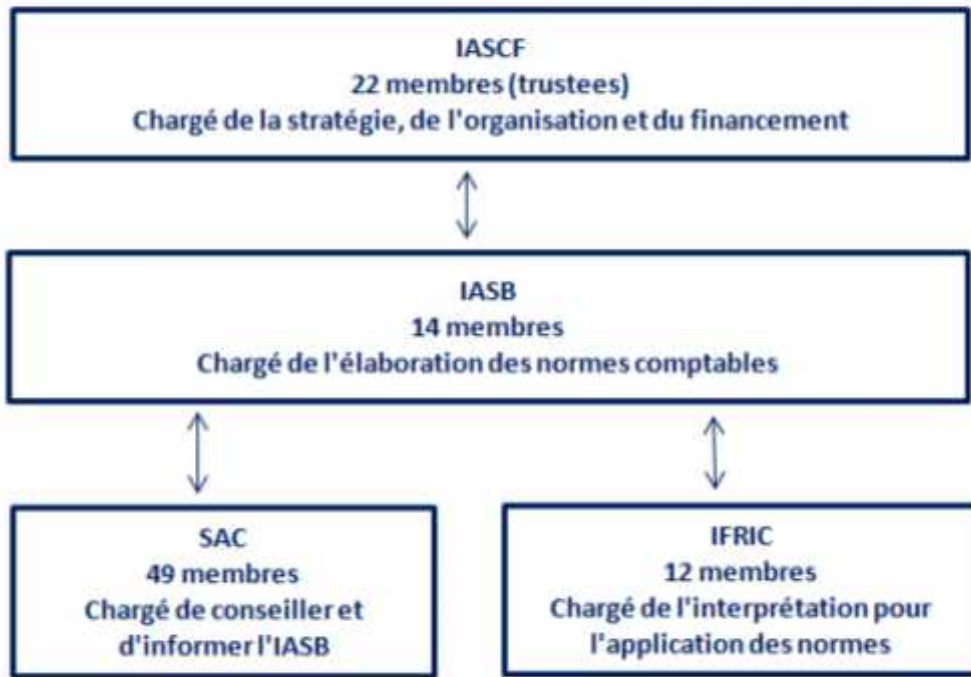 IASCF
22 membres (trustees)
Chargé de la stratégie, de l'organisation et du financement
IASB
14 membres
Chargé de l'élaboration des normes comptables
SAC
49 membres
Chargé de conseiller et
d'informer l'IASB
IFRIC
12 membres
Chargé de l'interprétation pour
l'application des normes